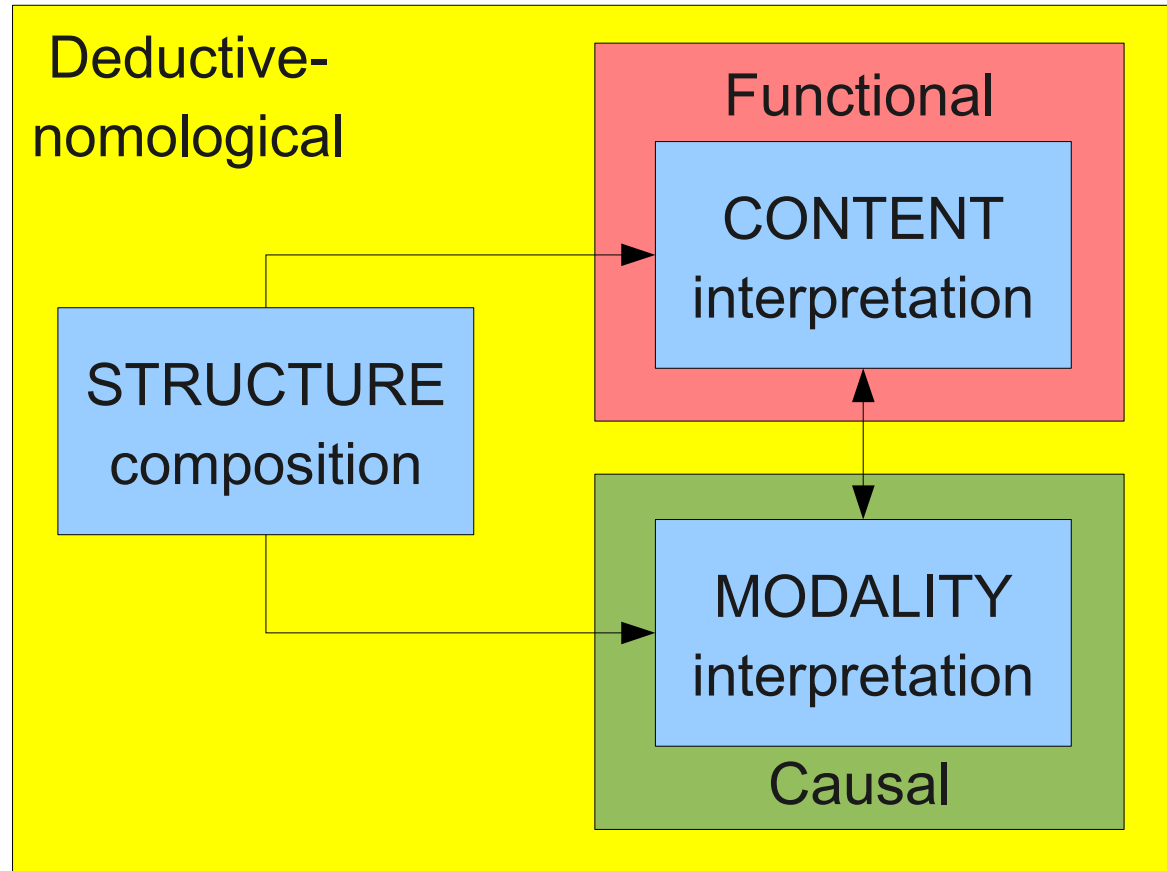 Deductive-
nomological
Functional
CONTENT
interpretation
STRUCTURE
composition
MODALITY
interpretation
Causal